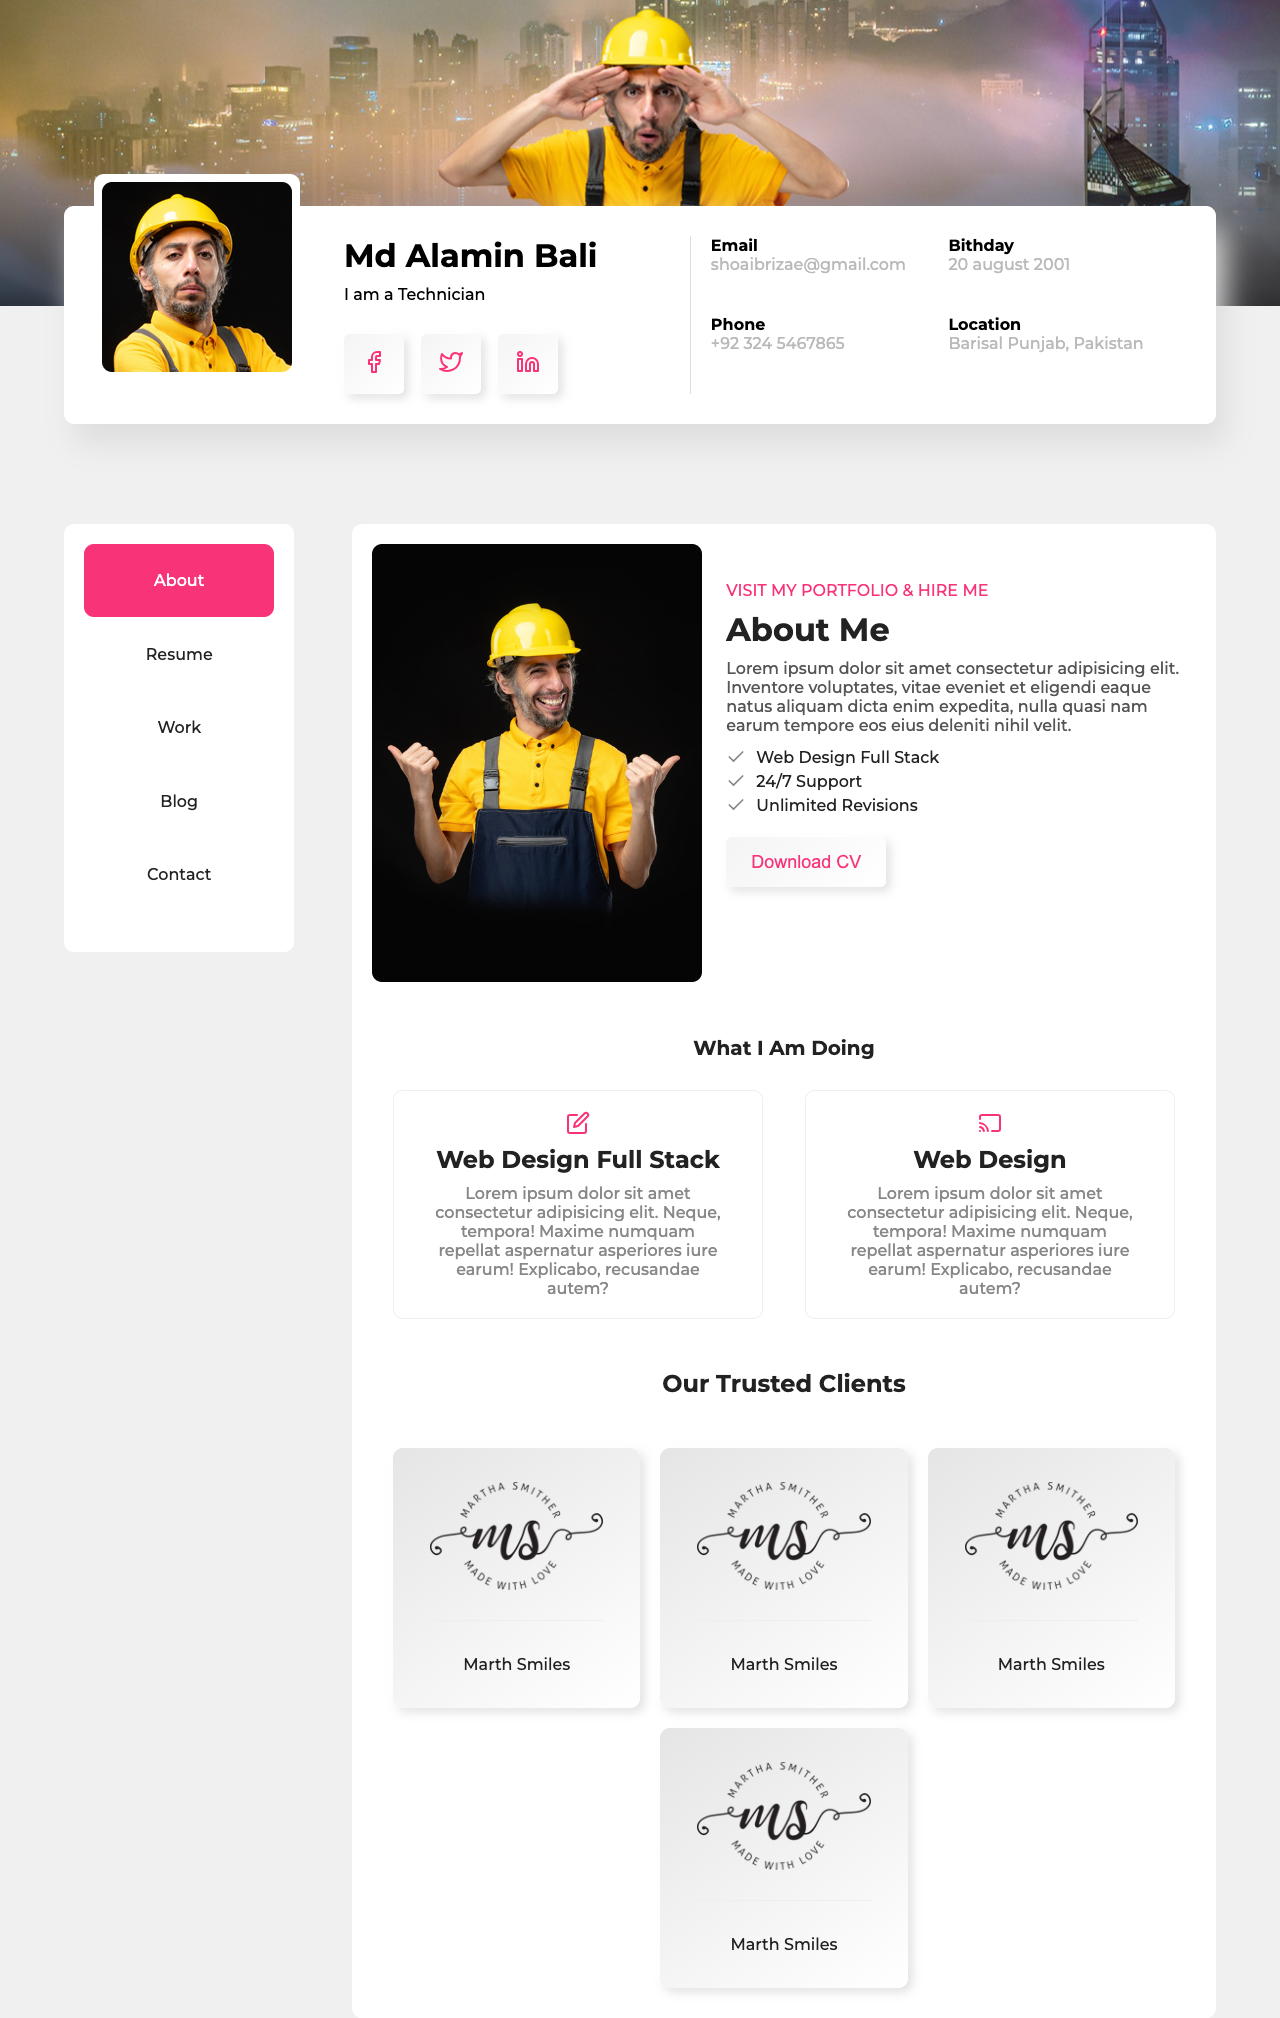 Md Alamin Bali
I am a Technician
Email
shoaibrizae@gmail.com
Bithday
20 august 2001
Phone
+92 324 5467865
Location
Barisal Punjab, Pakistan
About
Resume
Work
Blog
Contact
VISIT MY PORTFOLIO & HIRE ME
About Me
Lorem ipsum dolor sit amet consectetur adipisicing elit.
Inventore voluptates, vitae eveniet et eligendi eaque
natus aliquam dicta enim expedita, nulla quasi nam
earum tempore eos eius deleniti nihil velit.
Web Design Full Stack
24/7 Support
Unlimited Revisions
Download CV
What I Am Doing
Web Design Full Stack
Lorem ipsum dolor sit amet
consectetur adipisicing elit. Neque,
tempora! Maxime numquam
repellat aspernatur asperiores iure
earum! Explicabo, recusandae
autem?
Web Design
Lorem ipsum dolor sit amet
consectetur adipisicing elit. Neque,
tempora! Maxime numquam
repellat aspernatur asperiores iure
earum! Explicabo, recusandae
autem?
Our Trusted Clients
MARTHA SMITHER
ms
MADE WITH LOVE
Marth Smiles
MARTHA SMITHER
ms
MADE WITH LOVE
Marth Smiles
MARTHA SMITHER
ms
MADE WITH LOVE
Marth Smiles
MARTHA SMITHER
ms
MADE WITH LOVE
Marth Smiles